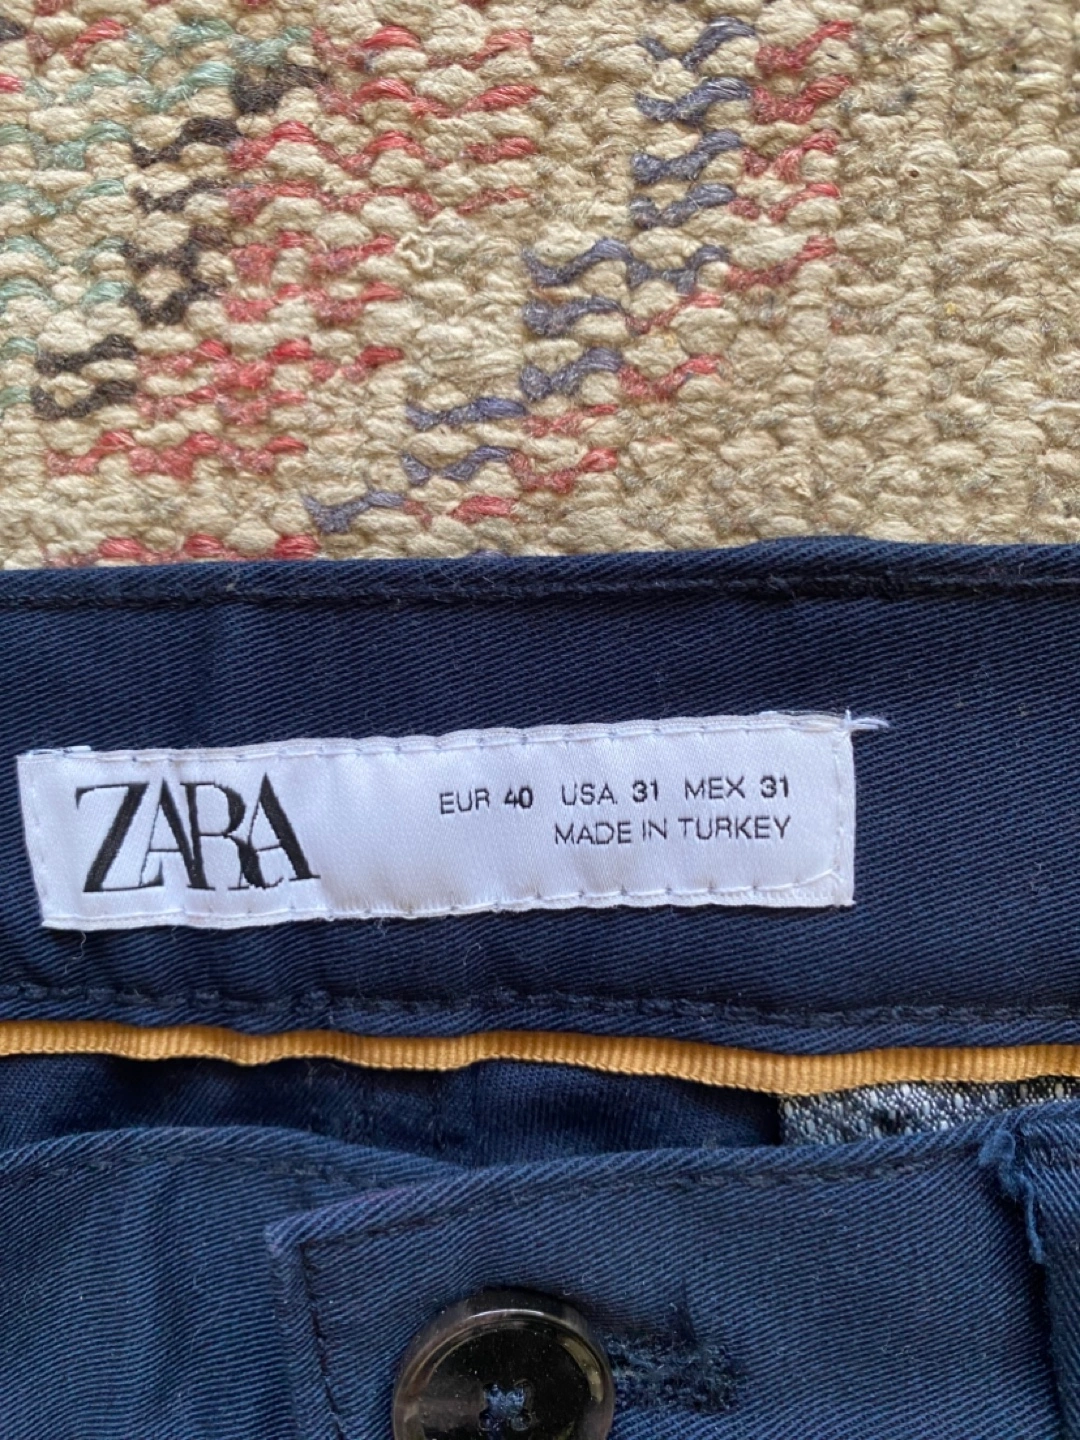 ZARA
EUR 40 USA 31 MEX 31
MADE IN TURKEY